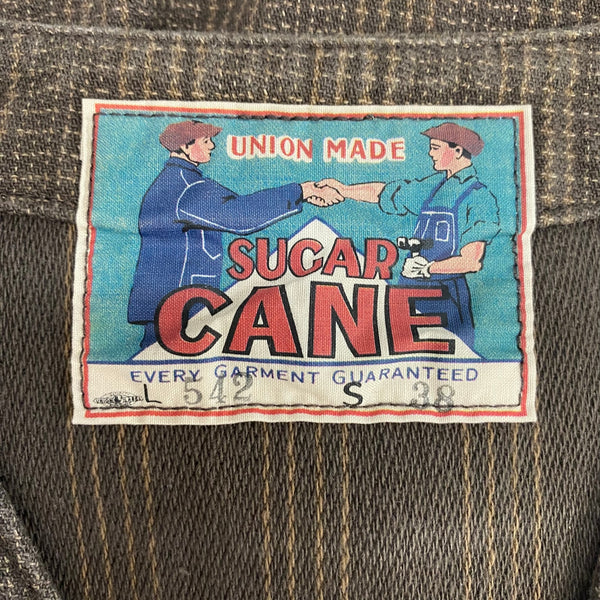 UNION MADE
SUGAR
CANE
EVERY GARMENT GUARANTEED
L 542 S 38